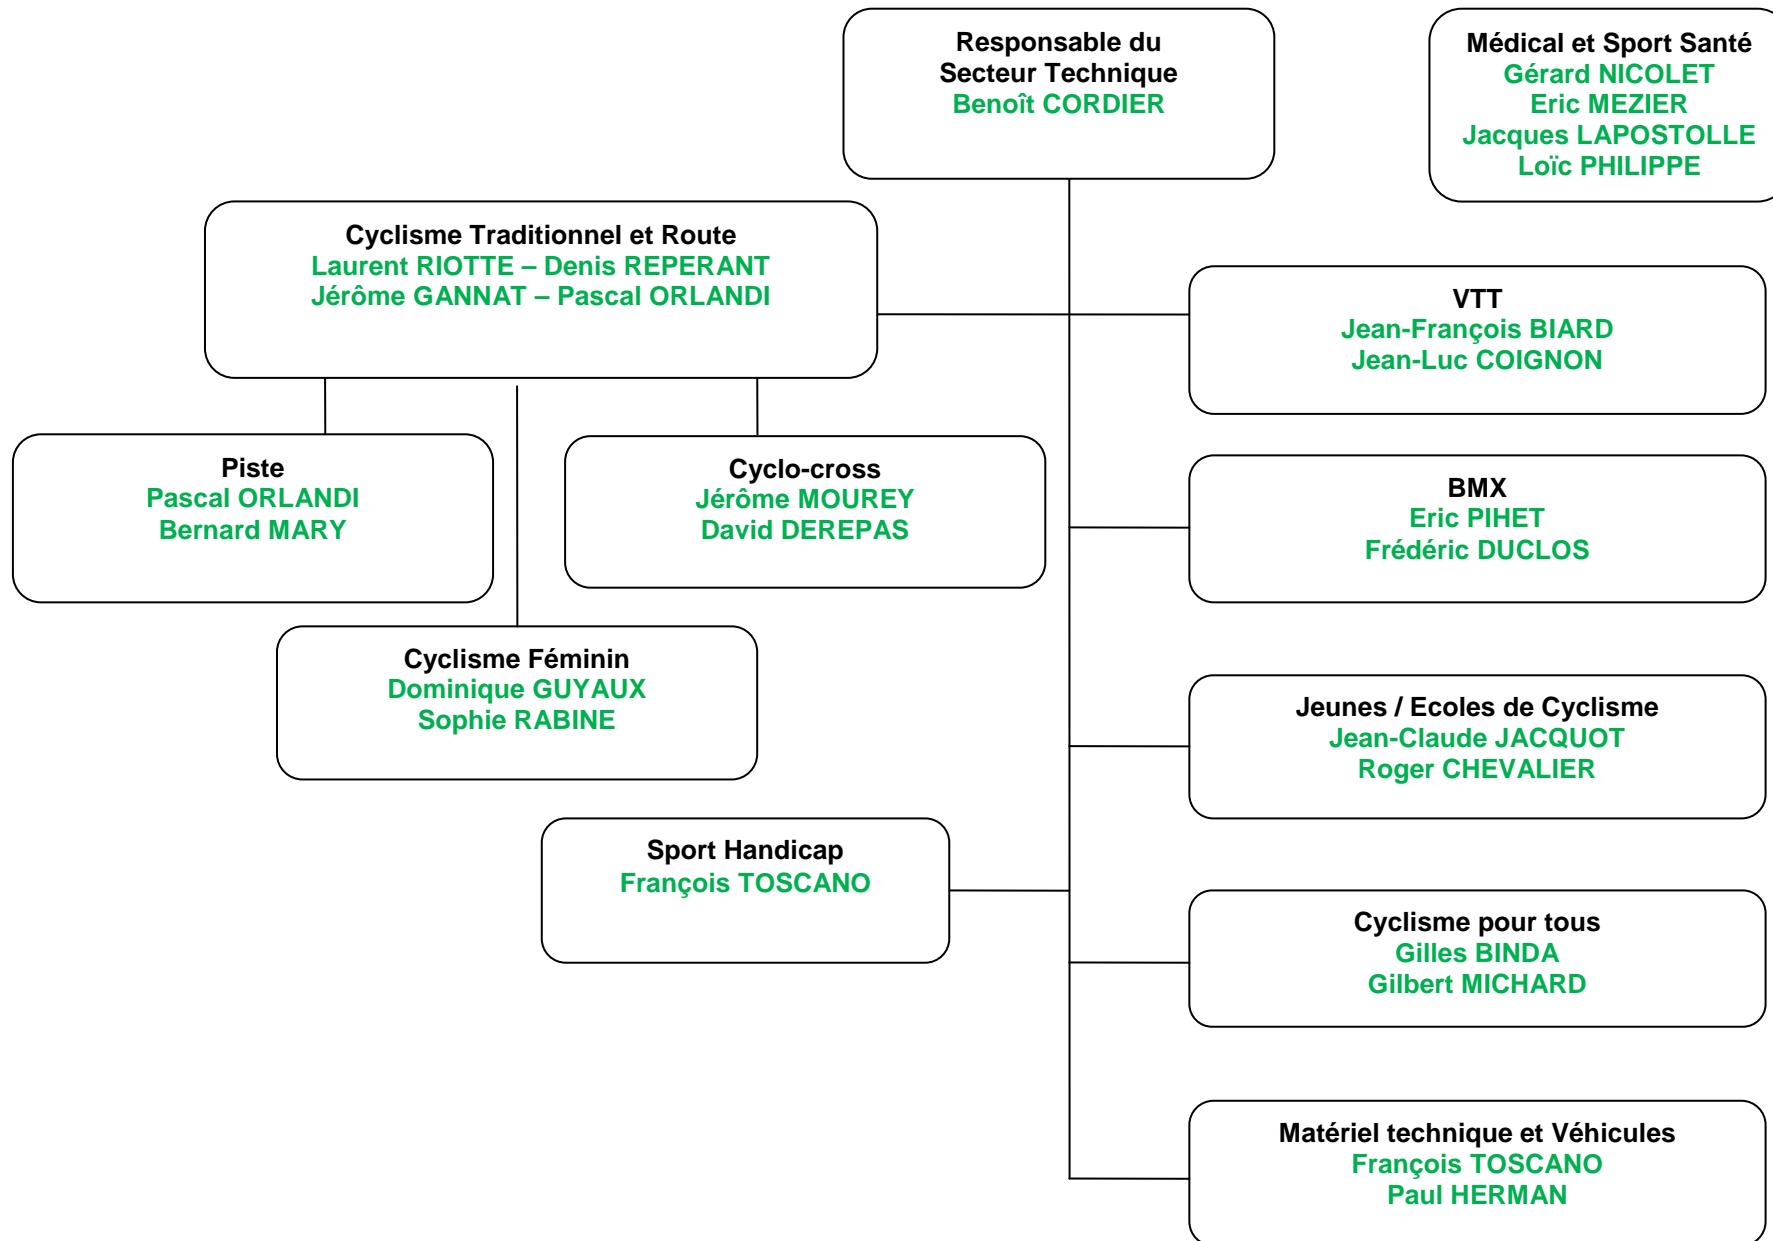 Responsable du
Secteur Technique
Benoît CORDIER
Médical et Sport Santé
Gérard NICOLET
Eric MEZIER
Jacques LAPOSTOLLE
Loïc PHILIPPE
Cyclisme Traditionnel et Route
Laurent RIOTTE – Denis REPERANT
Jérôme GANNAT – Pascal ORLANDI
VTT
Jean-François BIARD
Jean-Luc COIGNON
Piste
Pascal ORLANDI
Bernard MARY
Cyclo-cross
Jérôme MOUREY
David DEREPAS
BMX
Eric PIHET
Frédéric DUCLOS
Cyclisme Féminin
Dominique GUYAUX
Sophie RABINE
Jeunes / Ecoles de Cyclisme
Jean-Claude JACQUOT
Roger CHEVALIER
Sport Handicap
François TOSCANO
Cyclisme pour tous
Gilles BINDA
Gilbert MICHARD
Matériel technique et Véhicules
François TOSCANO
Paul HERMAN